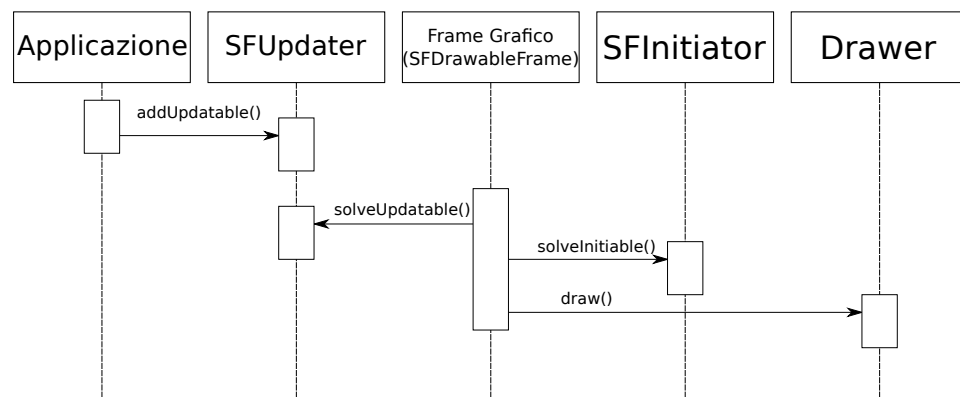 Applicazione
SFUpdater
Frame Grafico
(SFDrawableFrame)
SFInitiator
Drawer
addUpdatable()
solveUpdatable()
solveInitiable()
draw()